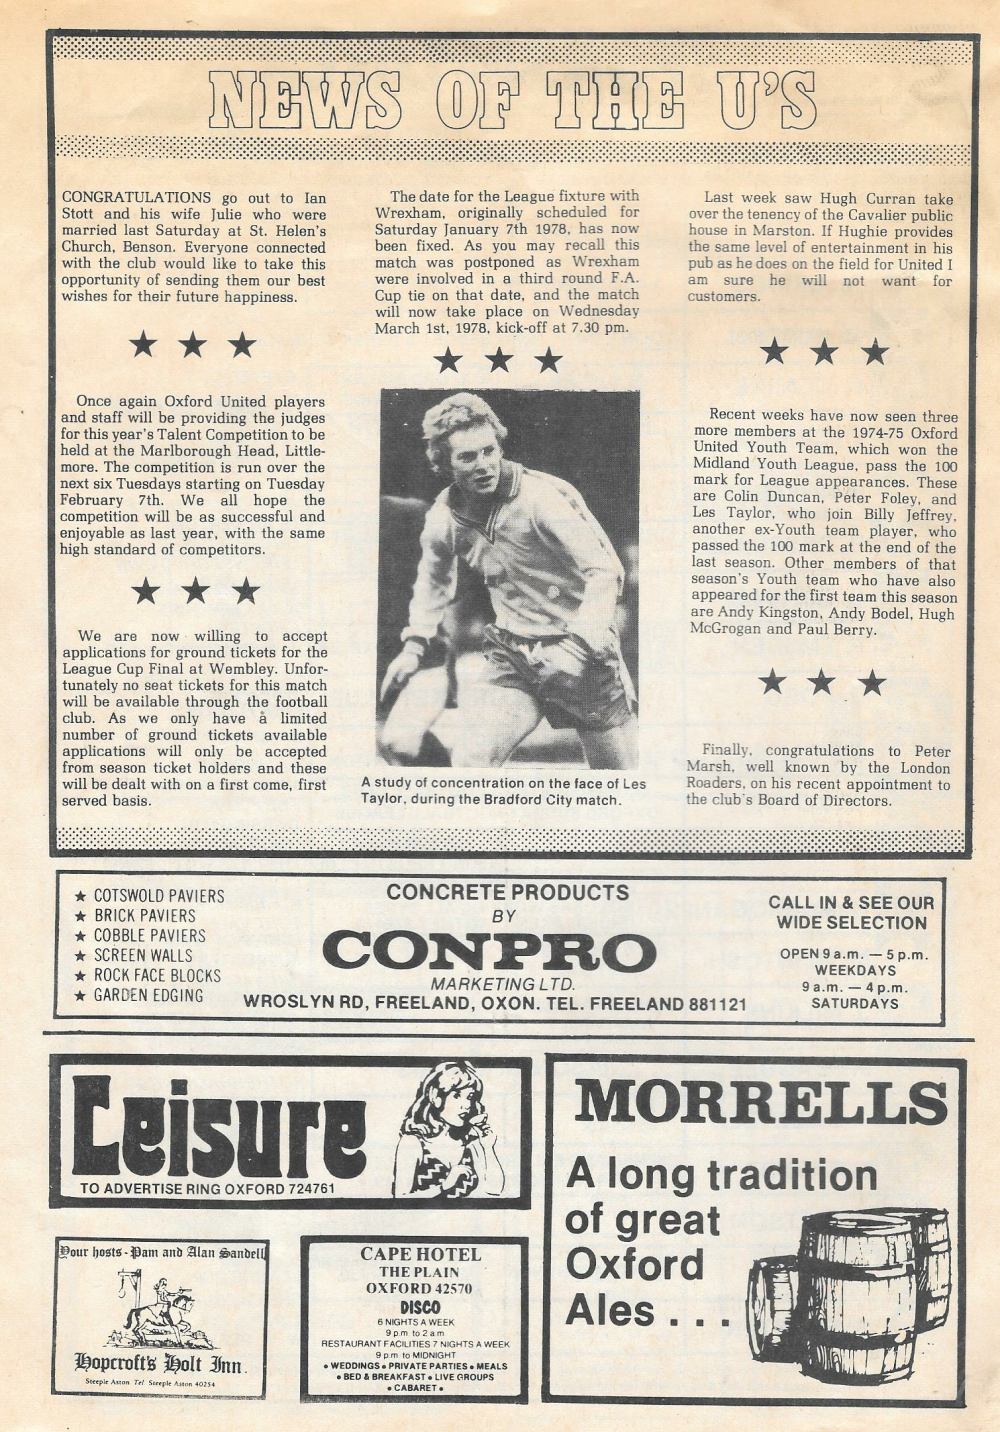 NEWS OF THE U'S
CONGRATULATIONS go out to Ian
Stott and his wife Julie who were
married last Saturday at St. Helen's
Church, Benson. Everyone connected
with the club would like to take this
opportunity of sending them our best
wishes for their future happiness.
Once again Oxford United players
and staff will be providing the judges
for this year's Talent Competition to be
held at the Marlborough Head, Little-
more. The competition is run over the
next six Tuesdays starting on Tuesday
February 7th. We all hope the
competition will be as successful and
enjoyable as last year, with the same
high standard of competitors.
We are now willing to accept
applications for ground tickets for the
League Cup Final at Wembley. Unfor-
tunately no seat tickets for this match
will be available through the football
club. As we only have a limited
number of ground tickets available
applications will only be accepted
from season ticket holders and these
will be dealt with on a first come, first
served basis.
The date for the League fixture with
Wrexham, originally scheduled for
Saturday January 7th 1978, has now
been fixed. As you may recall this
match was postponed as Wrexham
were involved in a third round F.A.
Cup tie on that date, and the match
will now take place on Wednesday
March 1st, 1978, kick-off at 7.30 pm.
A study of concentration on the face of Les
Taylor, during the Bradford City match.
Last week saw Hugh Curran take
over the tenency of the Cavalier public
house in Marston. If Hughie provides
the same level of entertainment in his
pub as he does on the field for United I
am sure he will not want for
customers.
Recent weeks have now seen three
more members at the 1974-75 Oxford
United Youth Team, which won the
Midland Youth League, pass the 100
mark for League appearances. These
are Colin Duncan, Peter Foley, and
Les Taylor, who join Billy Jeffrey,
another ex-Youth team player, who
passed the 100 mark at the end of the
last season. Other members of that
season's Youth team who have also
appeared for the first team this season
are Andy Kingston, Andy Bodel, Hugh
McGrogan and Paul Berry.
Finally, congratulations to Peter
Marsh, well known by the London
Roaders, on his recent appointment to
the club's Board of Directors.
★ COTSWOLD PAVIERS
★ BRICK PAVIERS
★ COBBLE PAVIERS
★ SCREEN WALLS
★ ROCK FACE BLOCKS
★ GARDEN EDGING
CONCRETE PRODUCTS
BY
CONPRO
MARKETING LTD.
WROSLYN RD, FREELAND, OXON. TEL. FREELAND 881121
CALL IN & SEE OUR
WIDE SELECTION
OPEN 9 a.m. — 5 p.m.
WEEKDAYS
9 a.m. — 4 p.m.
SATURDAYS
Leisure
TO ADVERTISE RING OXFORD 724761
Your hosts - Pam and Alan Sandell
Hopcroft's Holt Inn.
Steeple Aston Tel Steeple Aston 40254
CAPE HOTEL
THE PLAIN
OXFORD 42570
DISCO
6 NIGHTS A WEEK
9 p.m to 2 a m
RESTAURANT FACILITIES 7 NIGHTS A WEEK
9 p.m to MIDNIGHT
• WEDDINGS • PRIVATE PARTIES • MEALS
• BED & BREAKFAST • LIVE GROUPS
• CABARET •
MORRELLS
A long tradition
of great
Oxford
Ales . . .